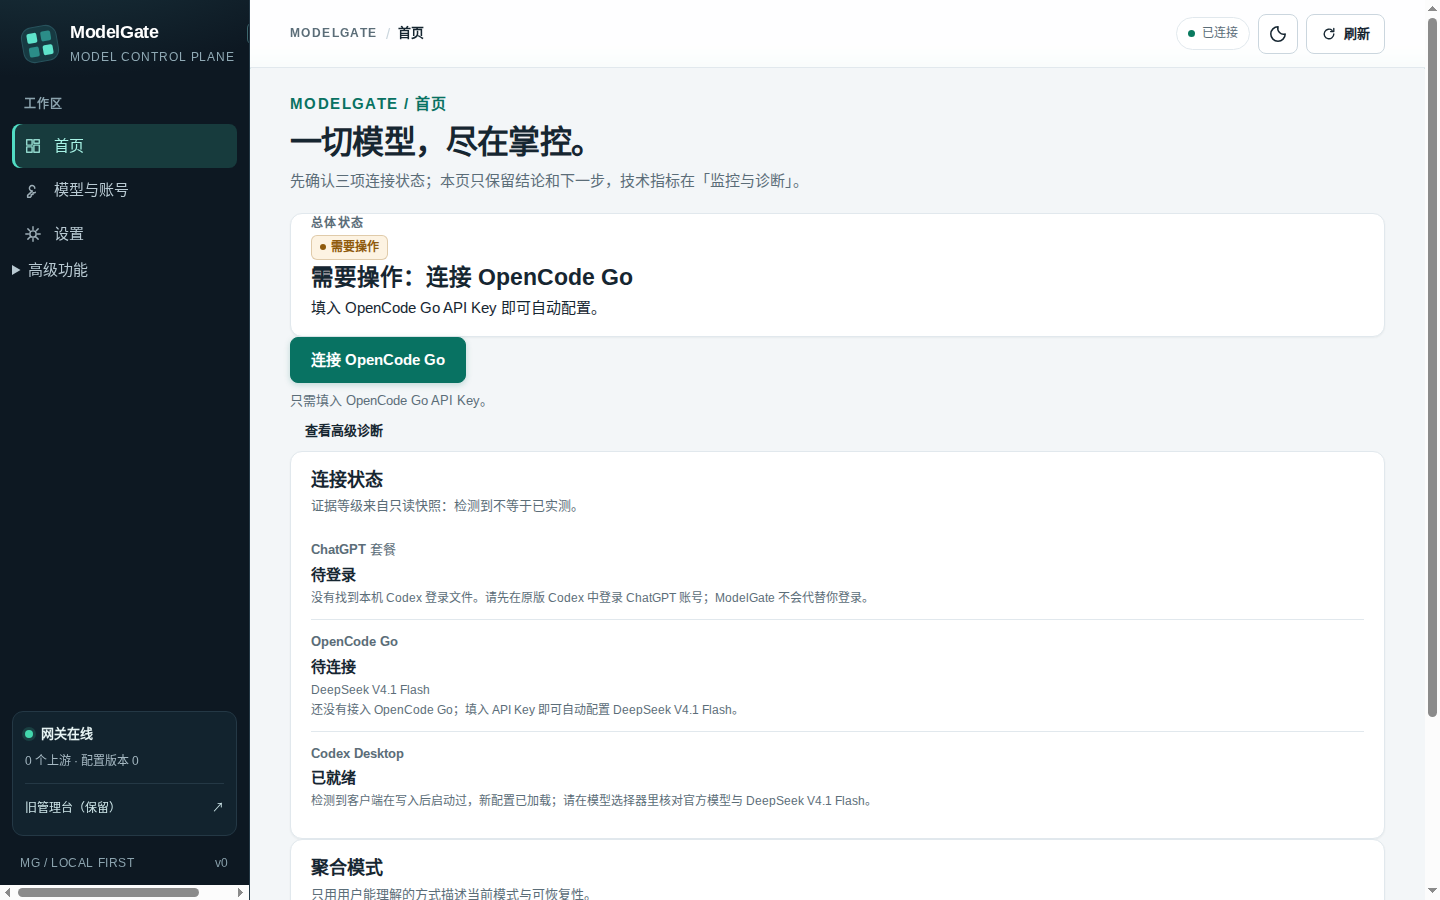 ModelGate
MODEL CONTROL PLANE
工作区
首页
模型与账号
设置
高级功能
网关在线
0 个上游 · 配置版本 0
旧管理台（保留）
MG / LOCAL FIRST
v0
MODELGATE / 首页
已连接
刷新
MODELGATE / 首页
一切模型，尽在掌控。
先确认三项连接状态；本页只保留结论和下一步，技术指标在「监控与诊断」。
总体状态
需要操作
需要操作：连接 OpenCode Go
填入 OpenCode Go API Key 即可自动配置。
连接 OpenCode Go
只需填入 OpenCode Go API Key。
查看高级诊断
连接状态
证据等级来自只读快照：检测到不等于已实测。
ChatGPT 套餐
待登录
没有找到本机 Codex 登录文件。请先在原版 Codex 中登录 ChatGPT 账号；ModelGate 不会代替你登录。
OpenCode Go
待连接
DeepSeek V4.1 Flash
还没有接入 OpenCode Go；填入 API Key 即可自动配置 DeepSeek V4.1 Flash。
Codex Desktop
已就绪
检测到客户端在写入后启动过，新配置已加载；请在模型选择器里核对官方模型与 DeepSeek V4.1 Flash。
聚合模式
只用用户能理解的方式描述当前模式与可恢复性。